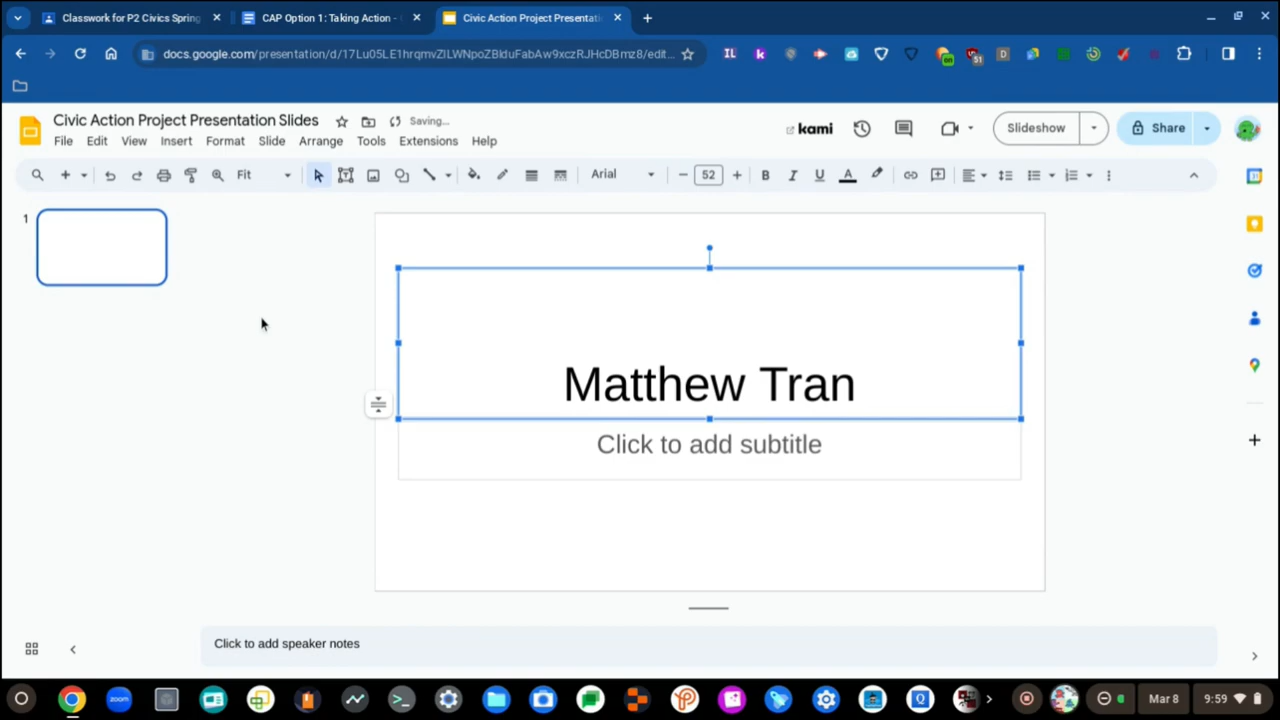 Classwork for P2 Civics Spring
CAP Option 1: Taking Action -
Civic Action Project Presentati
docs.google.com/presentation/d/17Lu05LE1hrqmvZILWNpoZBlduFabAw9xczRJHcDBmz8/edit...
Civic Action Project Presentation Slides
Saving...
File Edit View Insert Format Slide Arrange Tools Extensions Help
kami
Slideshow
Share
Fit
Arial
52
B I U A
1
Matthew Tran
Click to add subtitle
Click to add speaker notes
zoom
Mar 8
9:59